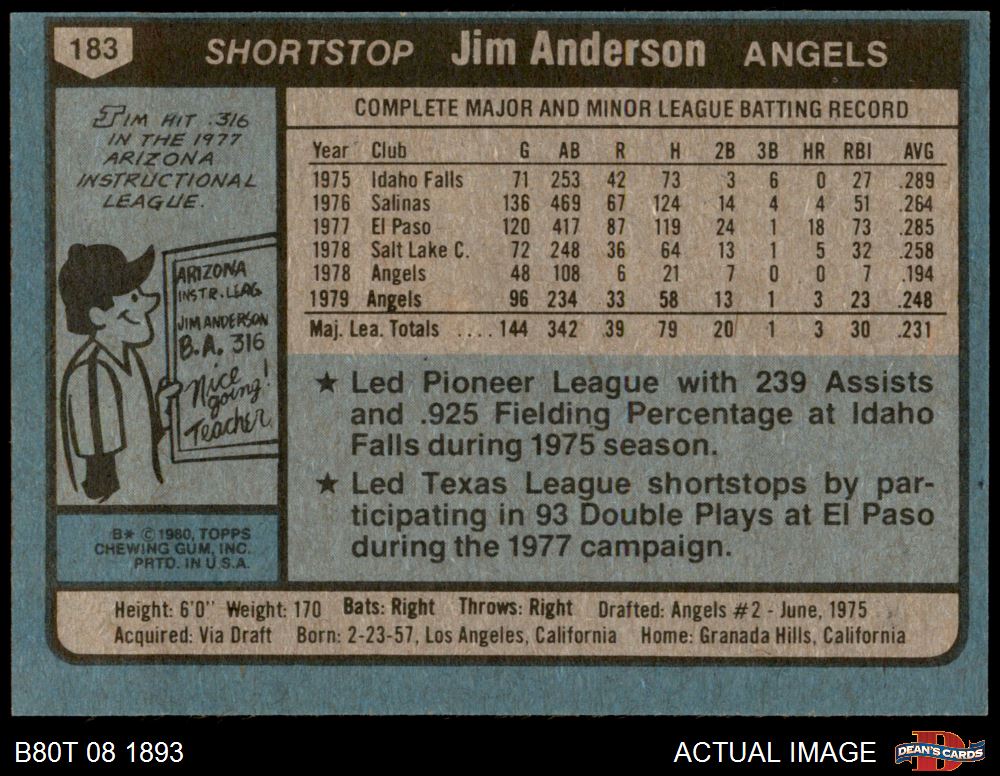 183 SHORTSTOP Jim Anderson ANGELS
JIM HIT .316
IN THE 1977
ARIZONA
INSTRUCTIONAL
LEAGUE.
ARIZONA
INSTR. LEAG
JIM ANDERSON
B.A. 316
Nice
going!
Teacher
B* © 1980, TOPPS
CHEWING GUM, INC.
PRTD. IN U.S.A.
COMPLETE MAJOR AND MINOR LEAGUE BATTING RECORD
Year Club G AB R H 2B 3B HR RBI AVG
1975 Idaho Falls 71 253 42 73 3 6 0 27 .289
1976 Salinas 136 469 67 124 14 4 4 51 .264
1977 El Paso 120 417 87 119 24 1 18 73 .285
1978 Salt Lake C. 72 248 36 64 13 1 5 32 .258
1978 Angels 48 108 6 21 7 0 0 7 .194
1979 Angels 96 234 33 58 13 1 3 23 .248
Maj. Lea. Totals ....144 342 39 79 20 1 3 30 .231
★ Led Pioneer League with 239 Assists
and .925 Fielding Percentage at Idaho
Falls during 1975 season.
★ Led Texas League shortstops by par-
ticipating in 93 Double Plays at El Paso
during the 1977 campaign.
Height: 6'0" Weight: 170 Bats: Right Throws: Right Drafted: Angels #2 - June, 1975
Acquired: Via Draft Born: 2-23-57, Los Angeles, California Home: Granada Hills, California
B80T 08 1893 ACTUAL IMAGE DEAN'S CARDS